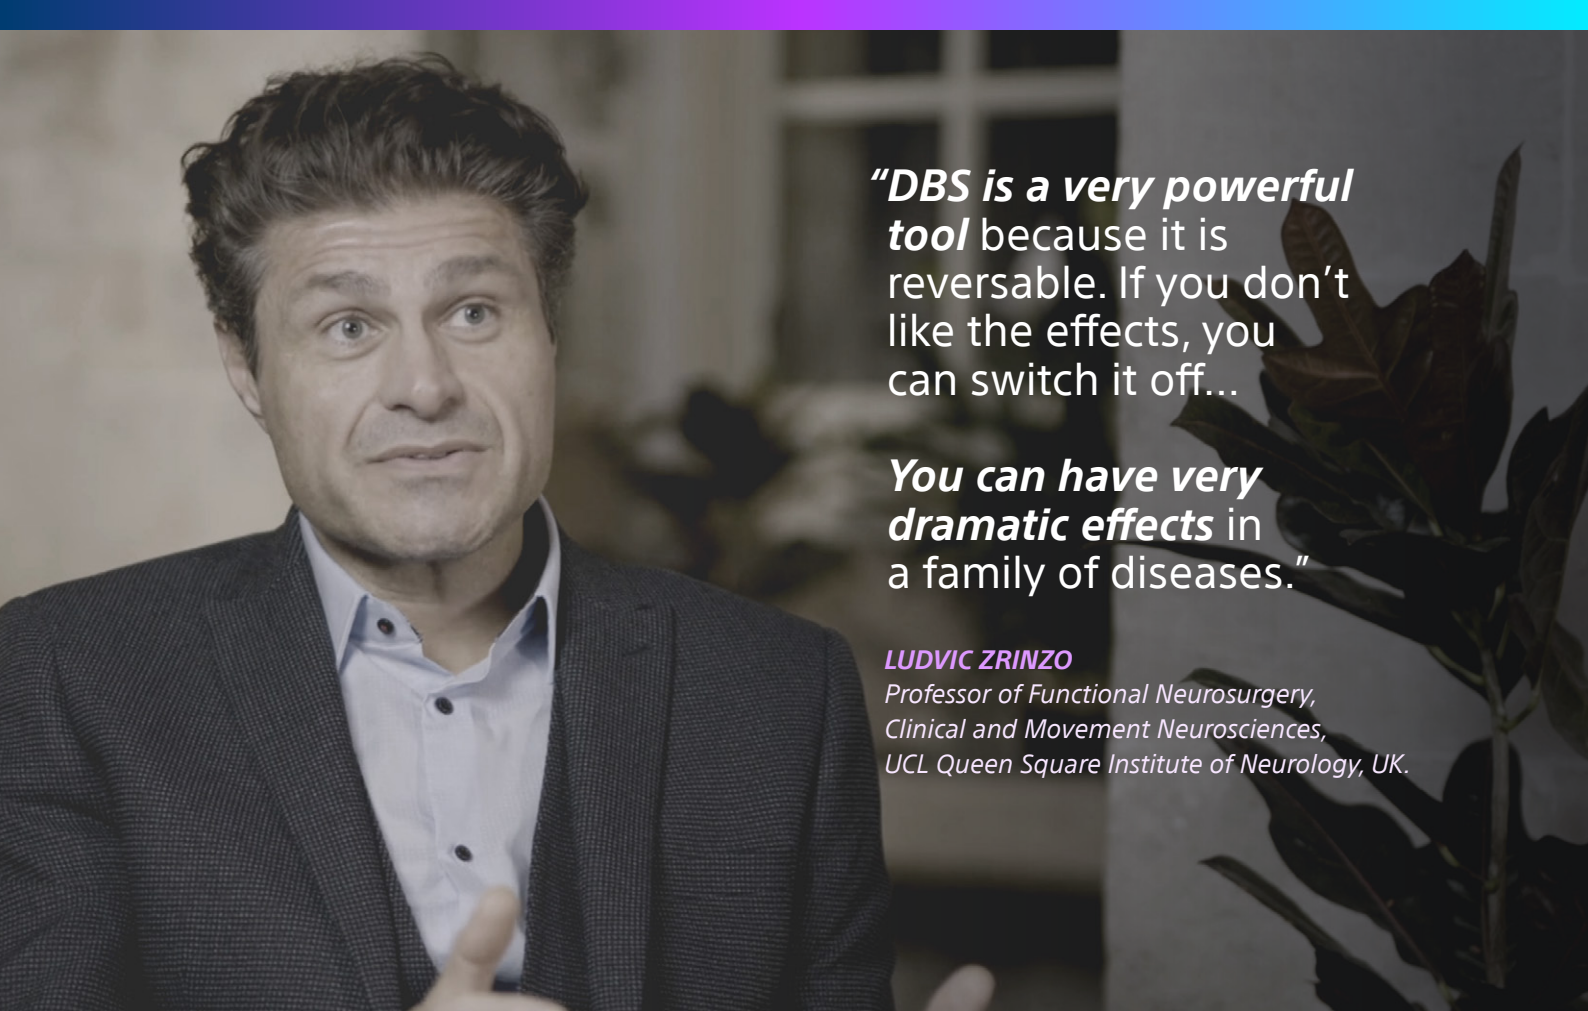 “DBS is a very powerful
tool because it is
reversable. If you don’t
like the effects, you
can switch it off...
You can have very
dramatic effects in
a family of diseases.”
LUDVIC ZRINZO
Professor of Functional Neurosurgery,
Clinical and Movement Neurosciences,
UCL Queen Square Institute of Neurology, UK.